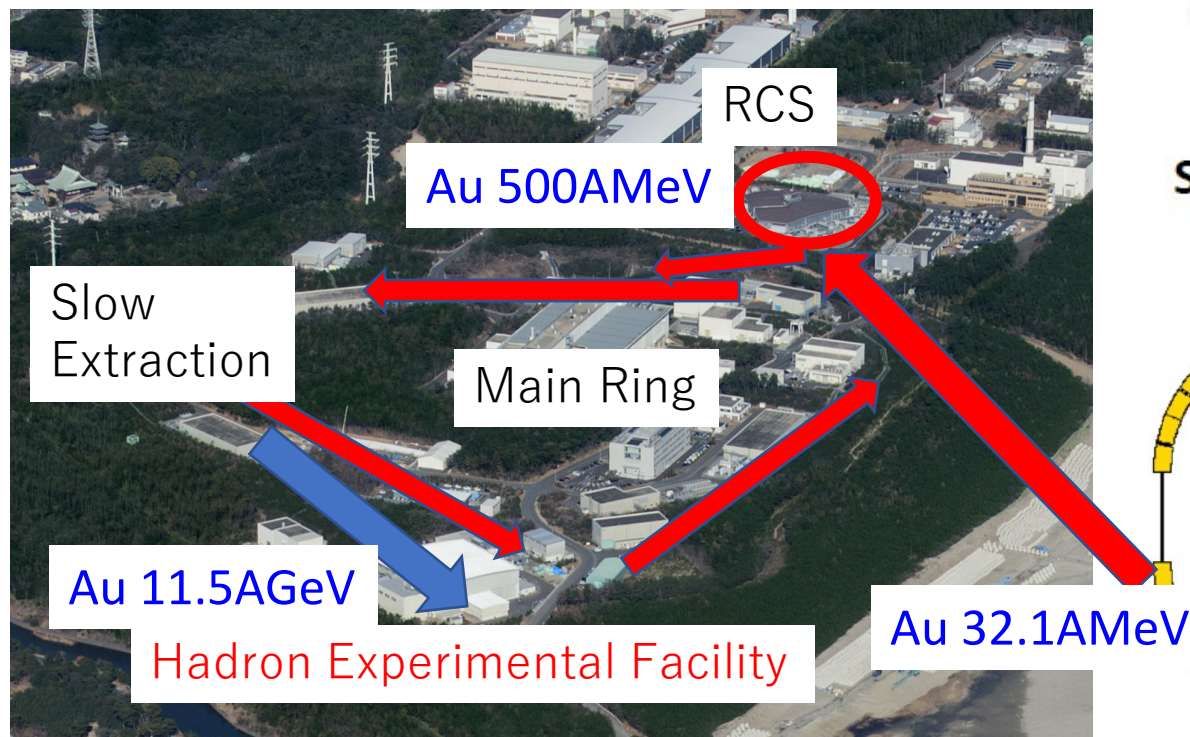 RCS
Au 500AMeV
S
Slow
Extraction
Main Ring
Au 11.5AGeV
Au 32.1AMeV
Hadron Experimental Facility